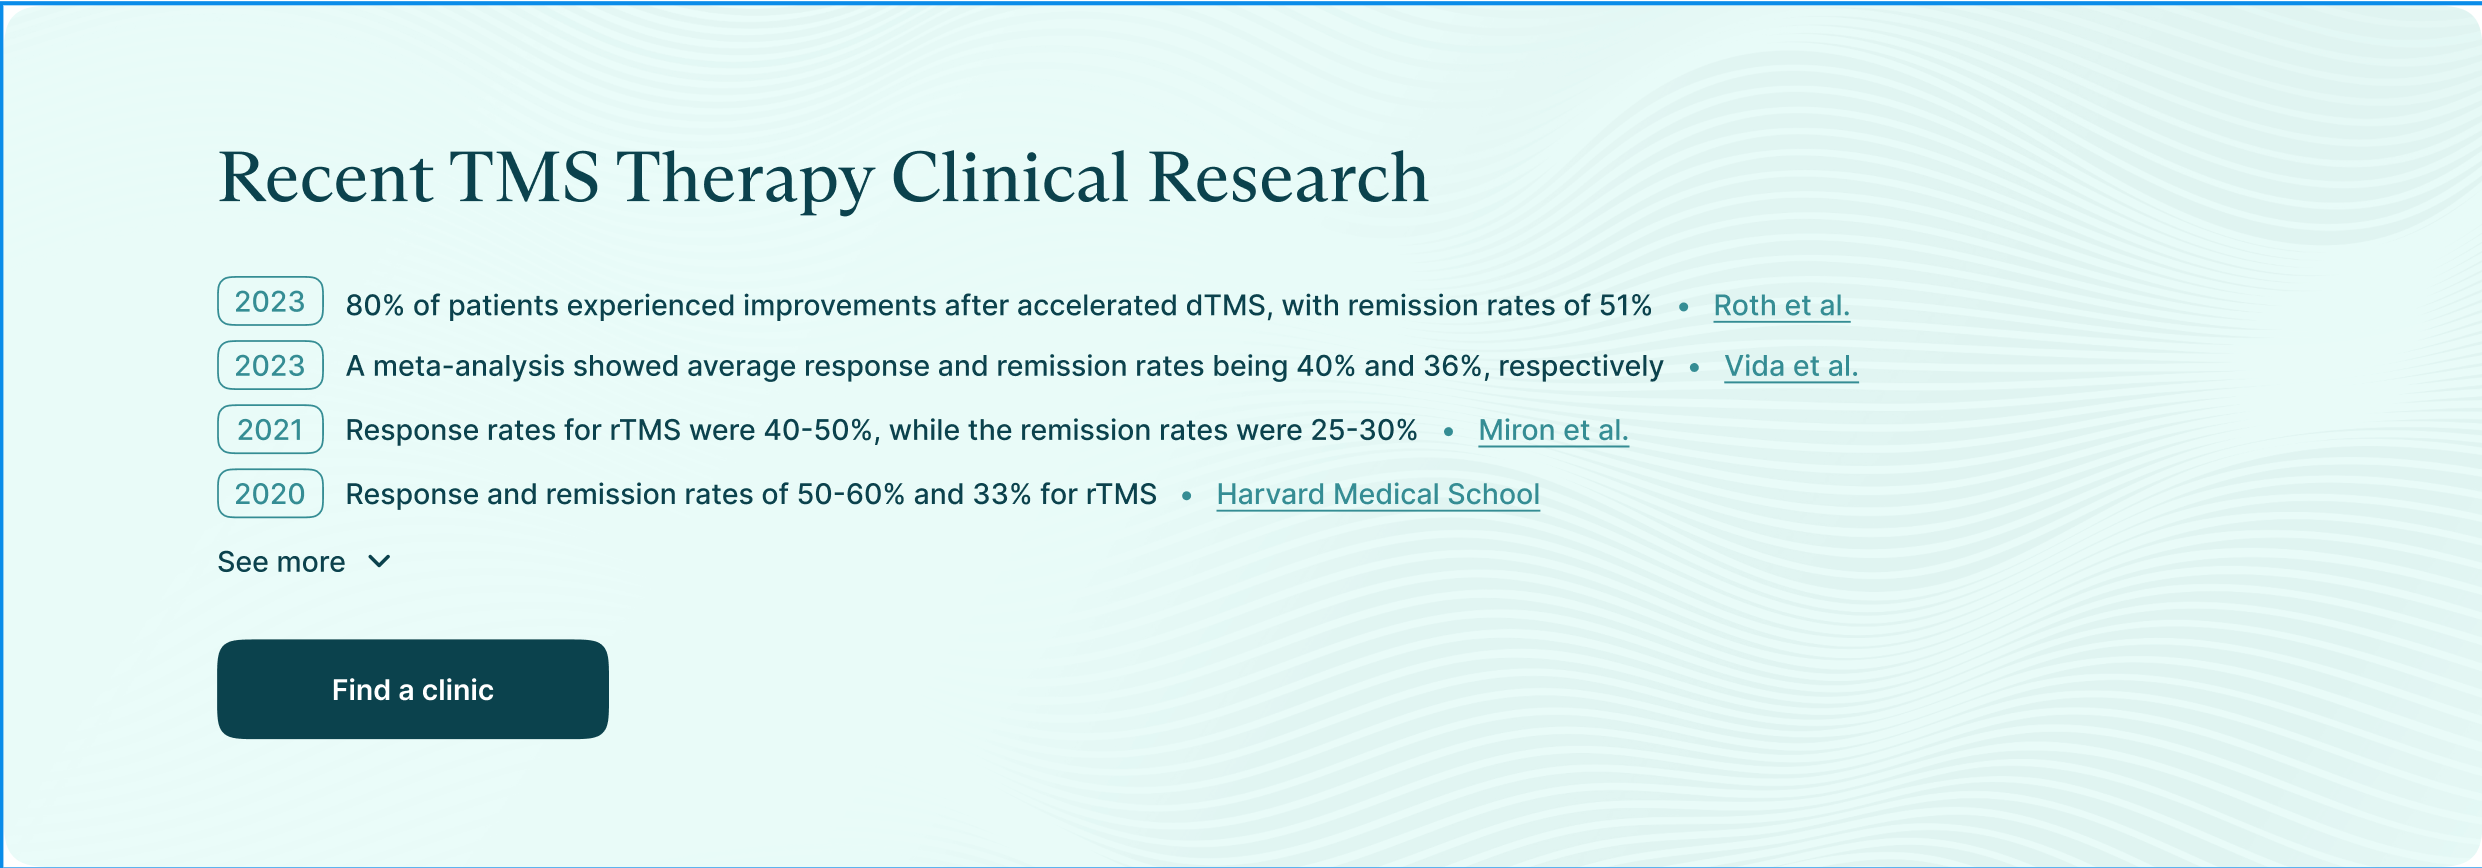 Recent TMS Therapy Clinical Research
2023 80% of patients experienced improvements after accelerated dTMS, with remission rates of 51% • Roth et al.
2023 A meta-analysis showed average response and remission rates being 40% and 36%, respectively • Vida et al.
2021 Response rates for rTMS were 40-50%, while the remission rates were 25-30% • Miron et al.
2020 Response and remission rates of 50-60% and 33% for rTMS • Harvard Medical School
See more
Find a clinic